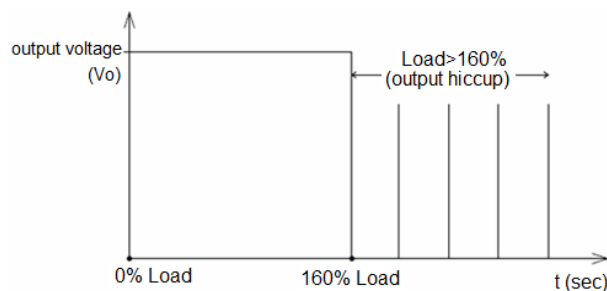 output voltage
(Vo)
Load>160%
(output hiccup)
0% Load
160% Load
t (sec)